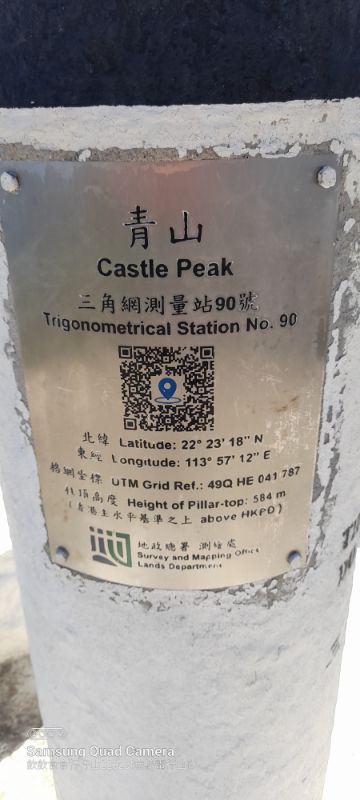 青山
Castle Peak
三角網測量站90號
Trigonometrical Station No. 90
北緯 Latitude: 22° 23' 18" N
東經 Longitude: 113° 57' 12" E
橫網坐標 UTM Grid Ref.: 49Q HE 041 787
柱頂高度 Height of Pillar-top: 584 m
(香港主水平基準之上 above HKPD)
地政總署 測繪處
Survey and Mapping Office
Lands Department
Samsung Quad Camera